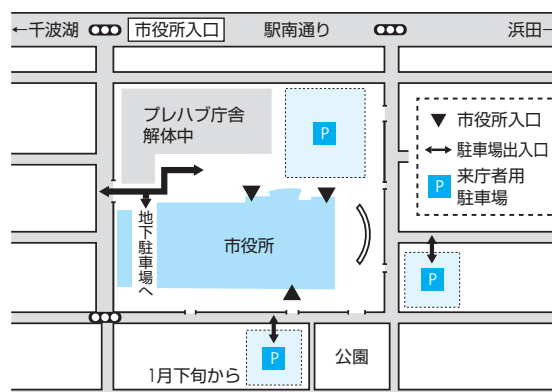 ←千波湖
市役所入口
駅南通り
浜田→
プレハブ庁舎
解体中
P
▼ 市役所入口
↔ 駐車場出入口
P 来庁者用
駐車場
地下駐車場へ
市役所
P
P
1月下旬から
公園